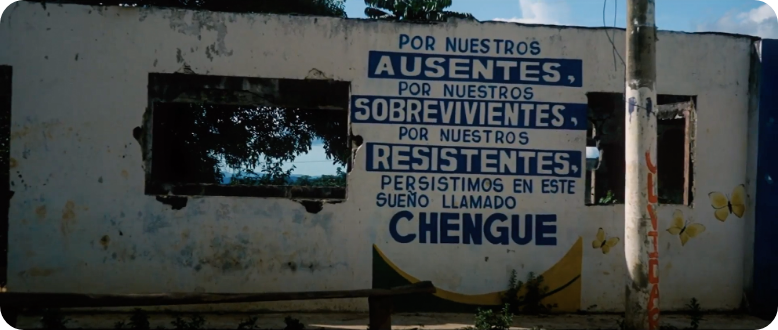 POR NUESTROS
AUSENTES,
POR NUESTROS
SOBREVIVIENTES,
POR NUESTROS
RESISTENTES,
PERSISTIMOS EN ESTE
SUEÑO LLAMADO
CHENGUE